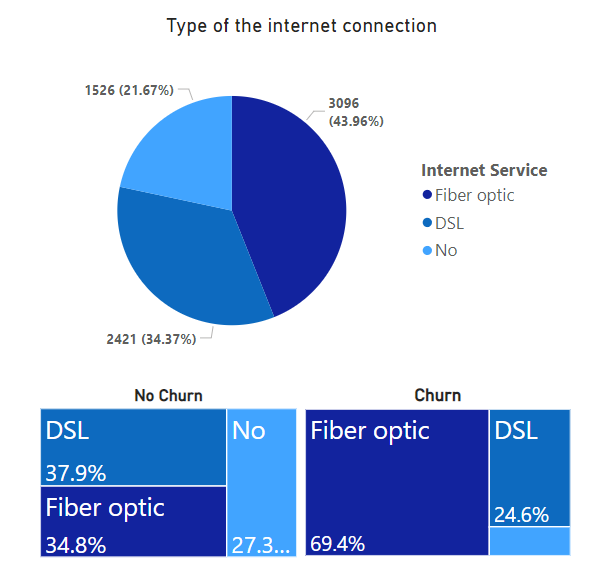 Type of the internet connection
1526 (21.67%)
3096
(43.96%)
Internet Service
Fiber optic
DSL
No
2421 (34.37%)
No Churn
Churn
DSL
37.9%
Fiber optic
34.8%
No
27.3...
Fiber optic
69.4%
DSL
24.6%